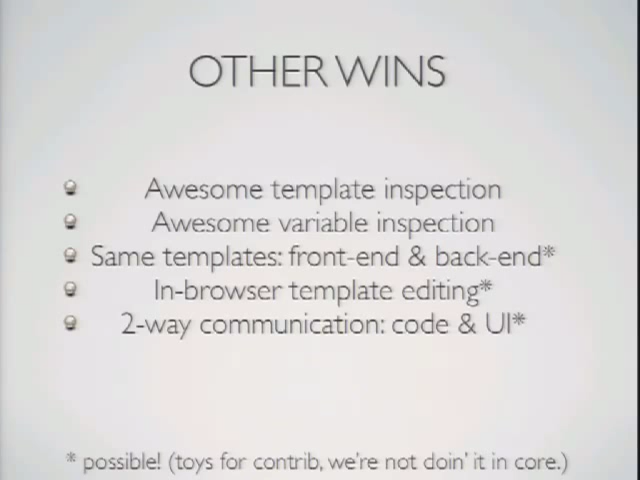 OTHER WINS
Awesome template inspection
Awesome variable inspection
Same templates: front-end & back-end*
In-browser template editing*
2-way communication: code & UI*
* possible! (toys for contrib, we're not doin' it in core.)